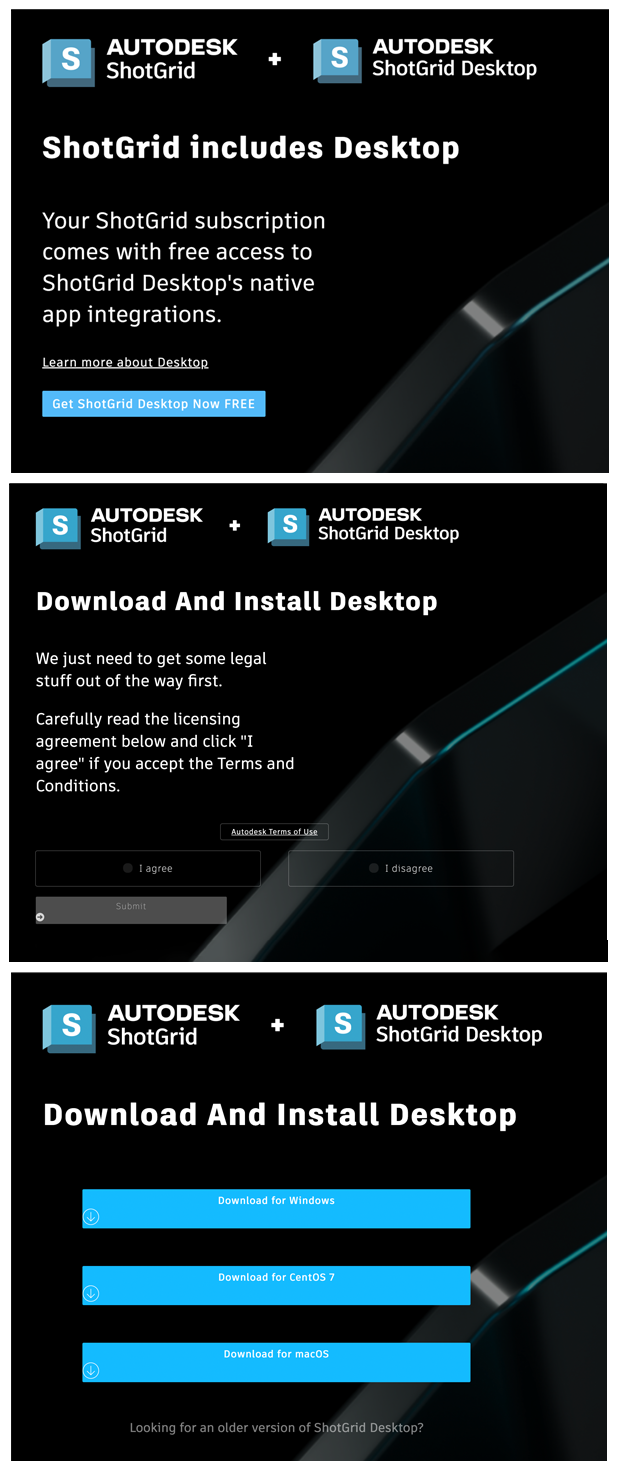 S AUTODESK ShotGrid + S AUTODESK ShotGrid Desktop
ShotGrid includes Desktop
Your ShotGrid subscription
comes with free access to
ShotGrid Desktop's native
app integrations.
Learn more about Desktop
Get ShotGrid Desktop Now FREE
S AUTODESK ShotGrid + S AUTODESK ShotGrid Desktop
Download And Install Desktop
We just need to get some legal
stuff out of the way first.
Carefully read the licensing
agreement below and click "I
agree" if you accept the Terms and
Conditions.
Autodesk Terms of Use
I agree
I disagree
Submit
S AUTODESK ShotGrid + S AUTODESK ShotGrid Desktop
Download And Install Desktop
Download for Windows
Download for CentOS 7
Download for macOS
Looking for an older version of ShotGrid Desktop?